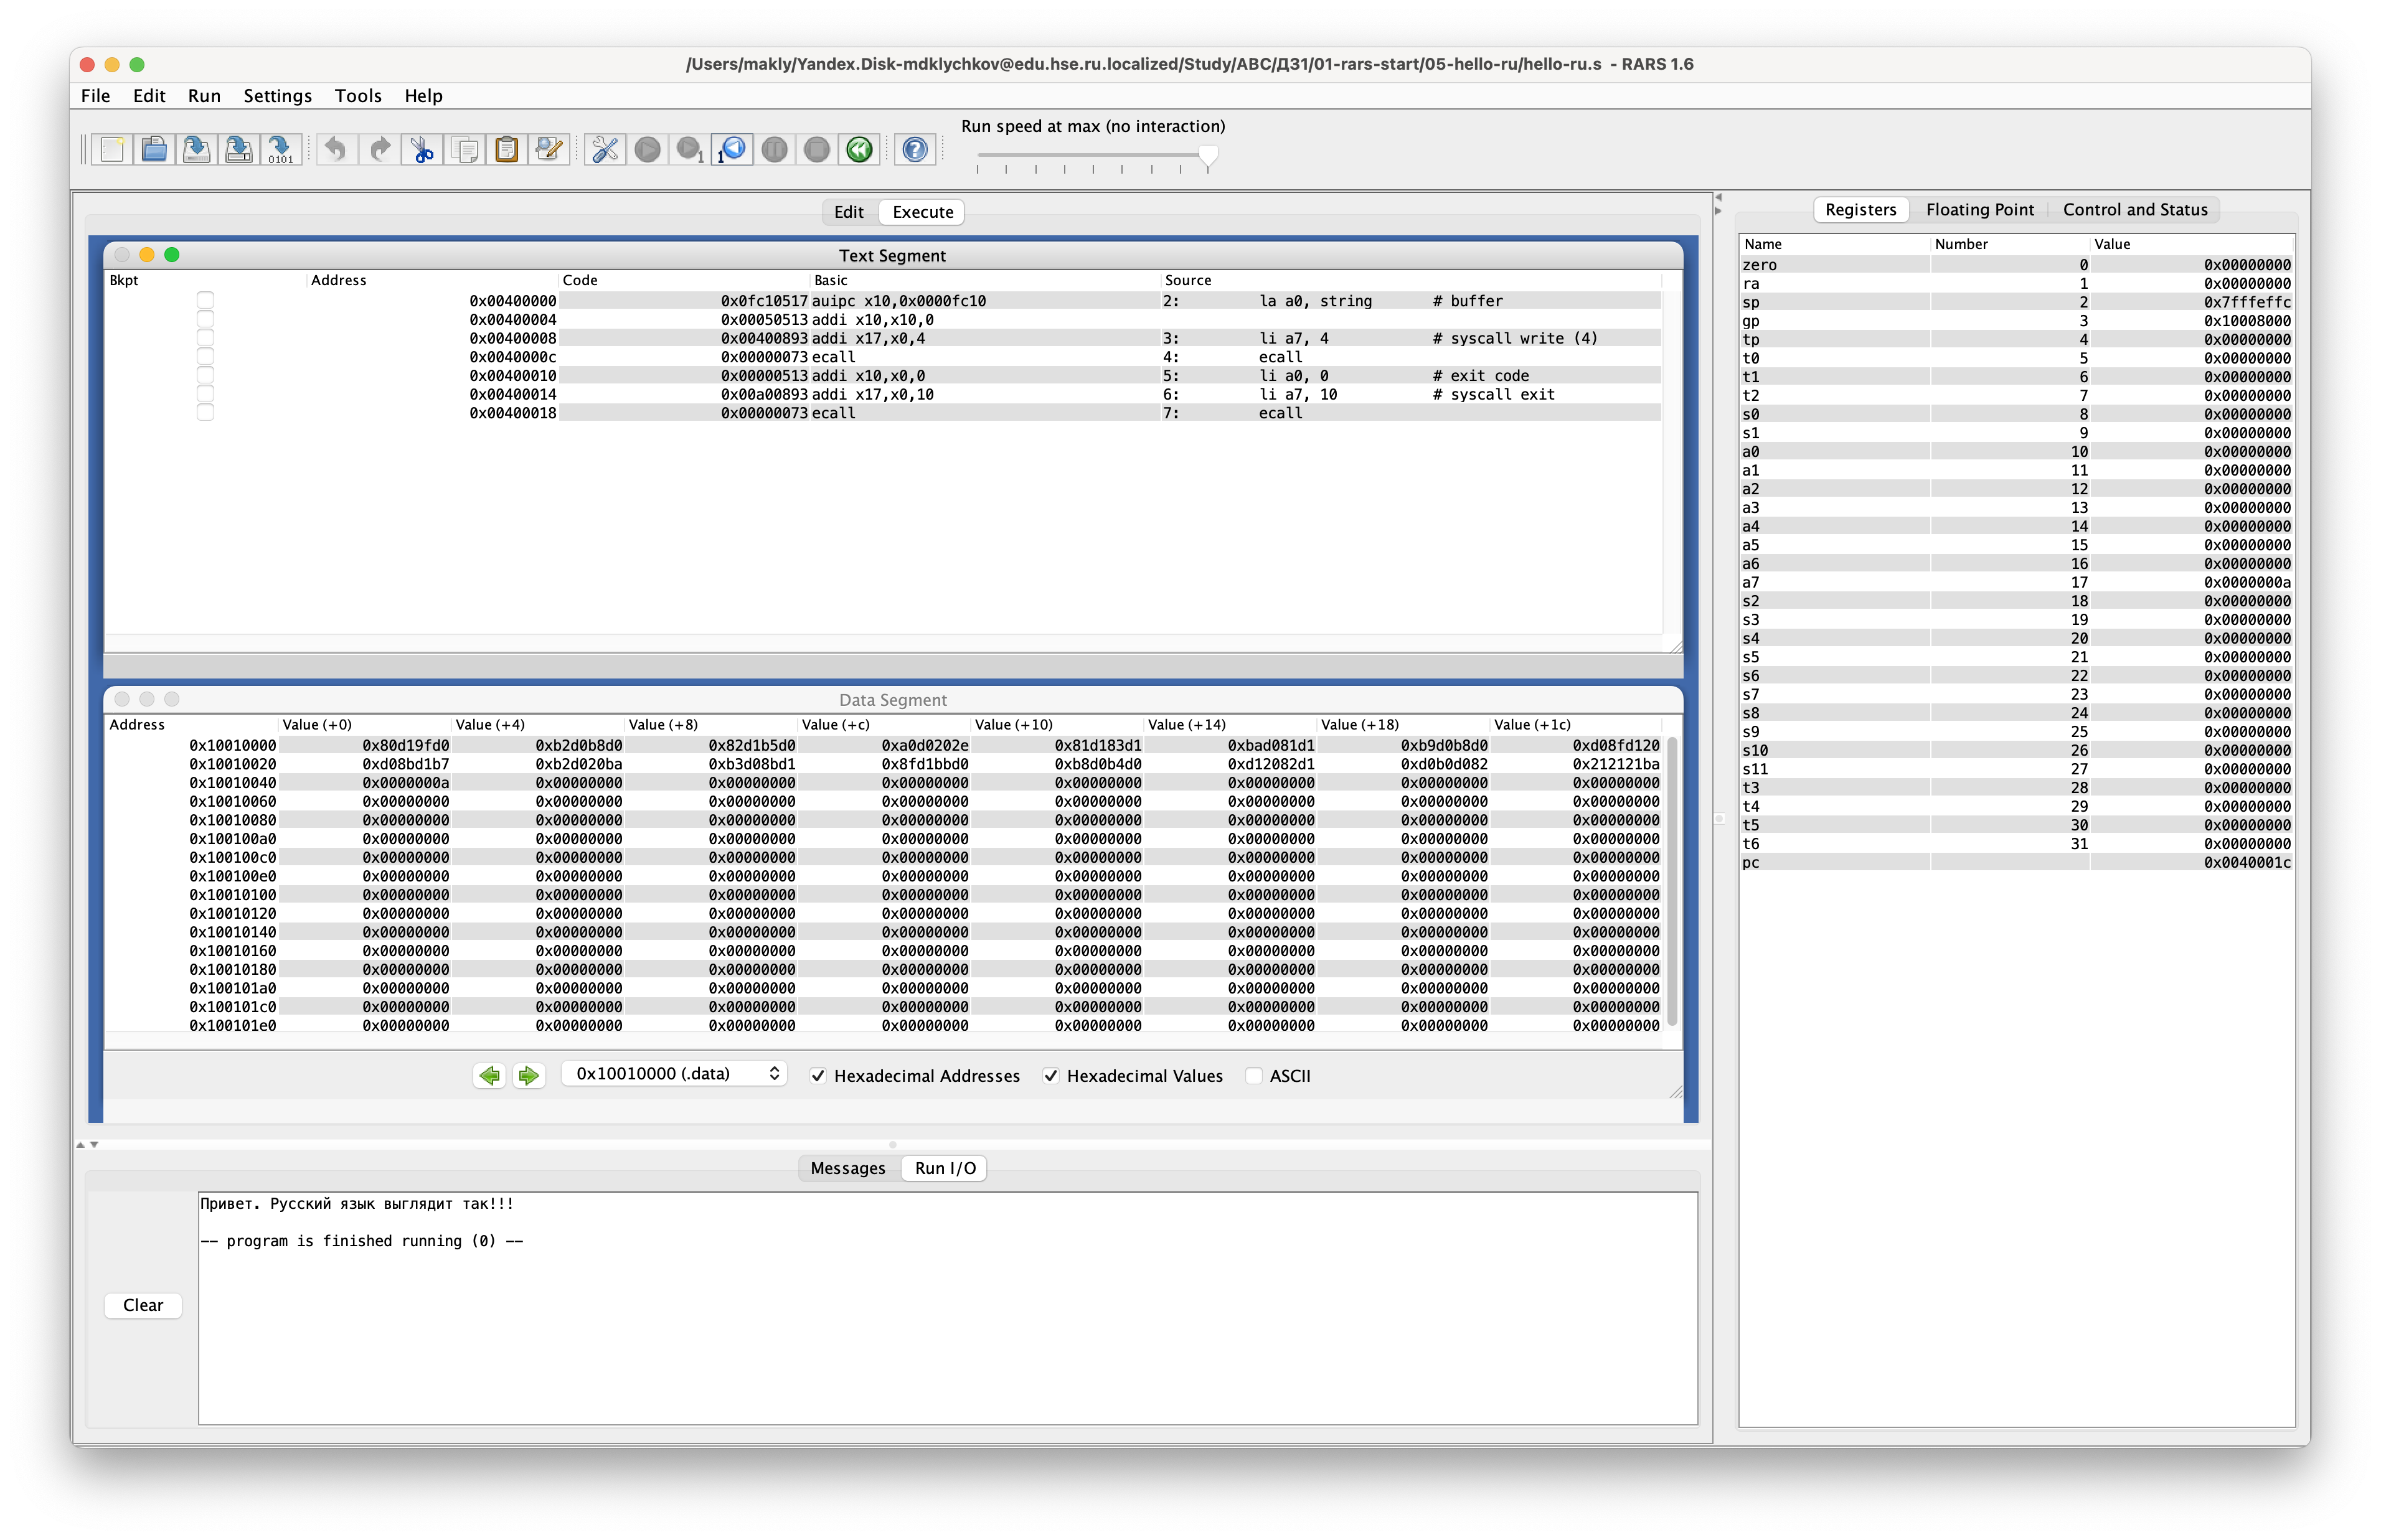 /Users/makly/Yandex.Disk-mdklychkov@edu.hse.ru.localized/Study/АВС/ДЗ1/01-rars-start/05-hello-ru/hello-ru.s - RARS 1.6
File Edit Run Settings Tools Help
Run speed at max (no interaction)
0101 1 1
Edit Execute
Text Segment
Bkpt Address Code Basic Source
0x00400000 0x0fc10517 auipc x10,0x0000fc10 2: la a0, string # buffer
0x00400004 0x00050513 addi x10,x10,0
0x00400008 0x00400893 addi x17,x0,4 3: li a7, 4 # syscall write (4)
0x0040000c 0x00000073 ecall 4: ecall
0x00400010 0x00000513 addi x10,x0,0 5: li a0, 0 # exit code
0x00400014 0x00a00893 addi x17,x0,10 6: li a7, 10 # syscall exit
0x00400018 0x00000073 ecall 7: ecall
Data Segment
Address Value (+0) Value (+4) Value (+8) Value (+c) Value (+10) Value (+14) Value (+18) Value (+1c)
0x10010000 0x80d19fd0 0xb2d0b8d0 0x82d1b5d0 0xa0d0202e 0x81d183d1 0xbad081d1 0xb9d0b8d0 0xd08fd120
0x10010020 0xd08bd1b7 0xb2d020ba 0xb3d08bd1 0x8fd1bbd0 0xb8d0b4d0 0xd12082d1 0xd0b0d082 0x212121ba
0x10010040 0x0000000a 0x00000000 0x00000000 0x00000000 0x00000000 0x00000000 0x00000000 0x00000000
0x10010060 0x00000000 0x00000000 0x00000000 0x00000000 0x00000000 0x00000000 0x00000000 0x00000000
0x10010080 0x00000000 0x00000000 0x00000000 0x00000000 0x00000000 0x00000000 0x00000000 0x00000000
0x100100a0 0x00000000 0x00000000 0x00000000 0x00000000 0x00000000 0x00000000 0x00000000 0x00000000
0x100100c0 0x00000000 0x00000000 0x00000000 0x00000000 0x00000000 0x00000000 0x00000000 0x00000000
0x100100e0 0x00000000 0x00000000 0x00000000 0x00000000 0x00000000 0x00000000 0x00000000 0x00000000
0x10010100 0x00000000 0x00000000 0x00000000 0x00000000 0x00000000 0x00000000 0x00000000 0x00000000
0x10010120 0x00000000 0x00000000 0x00000000 0x00000000 0x00000000 0x00000000 0x00000000 0x00000000
0x10010140 0x00000000 0x00000000 0x00000000 0x00000000 0x00000000 0x00000000 0x00000000 0x00000000
0x10010160 0x00000000 0x00000000 0x00000000 0x00000000 0x00000000 0x00000000 0x00000000 0x00000000
0x10010180 0x00000000 0x00000000 0x00000000 0x00000000 0x00000000 0x00000000 0x00000000 0x00000000
0x100101a0 0x00000000 0x00000000 0x00000000 0x00000000 0x00000000 0x00000000 0x00000000 0x00000000
0x100101c0 0x00000000 0x00000000 0x00000000 0x00000000 0x00000000 0x00000000 0x00000000 0x00000000
0x100101e0 0x00000000 0x00000000 0x00000000 0x00000000 0x00000000 0x00000000 0x00000000 0x00000000
0x10010000 (.data) Hexadecimal Addresses Hexadecimal Values ASCII
Messages Run I/O
Привет. Русский язык выглядит так!!!
-- program is finished running (0) --
Clear
Registers Floating Point Control and Status
Name Number Value
zero 0 0x00000000
ra 1 0x00000000
sp 2 0x7fffeffc
gp 3 0x10008000
tp 4 0x00000000
t0 5 0x00000000
t1 6 0x00000000
t2 7 0x00000000
s0 8 0x00000000
s1 9 0x00000000
a0 10 0x00000000
a1 11 0x00000000
a2 12 0x00000000
a3 13 0x00000000
a4 14 0x00000000
a5 15 0x00000000
a6 16 0x00000000
a7 17 0x0000000a
s2 18 0x00000000
s3 19 0x00000000
s4 20 0x00000000
s5 21 0x00000000
s6 22 0x00000000
s7 23 0x00000000
s8 24 0x00000000
s9 25 0x00000000
s10 26 0x00000000
s11 27 0x00000000
t3 28 0x00000000
t4 29 0x00000000
t5 30 0x00000000
t6 31 0x00000000
pc 0x0040001c